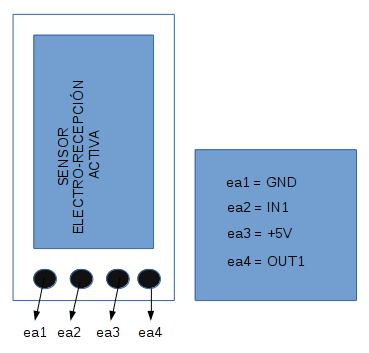 SENSOR
ELECTRO-RECEPCIÓN
ACTIVA
ea1 = GND
ea2 = IN1
ea3 = +5V
ea4 = OUT1
ea1 ea2 ea3 ea4